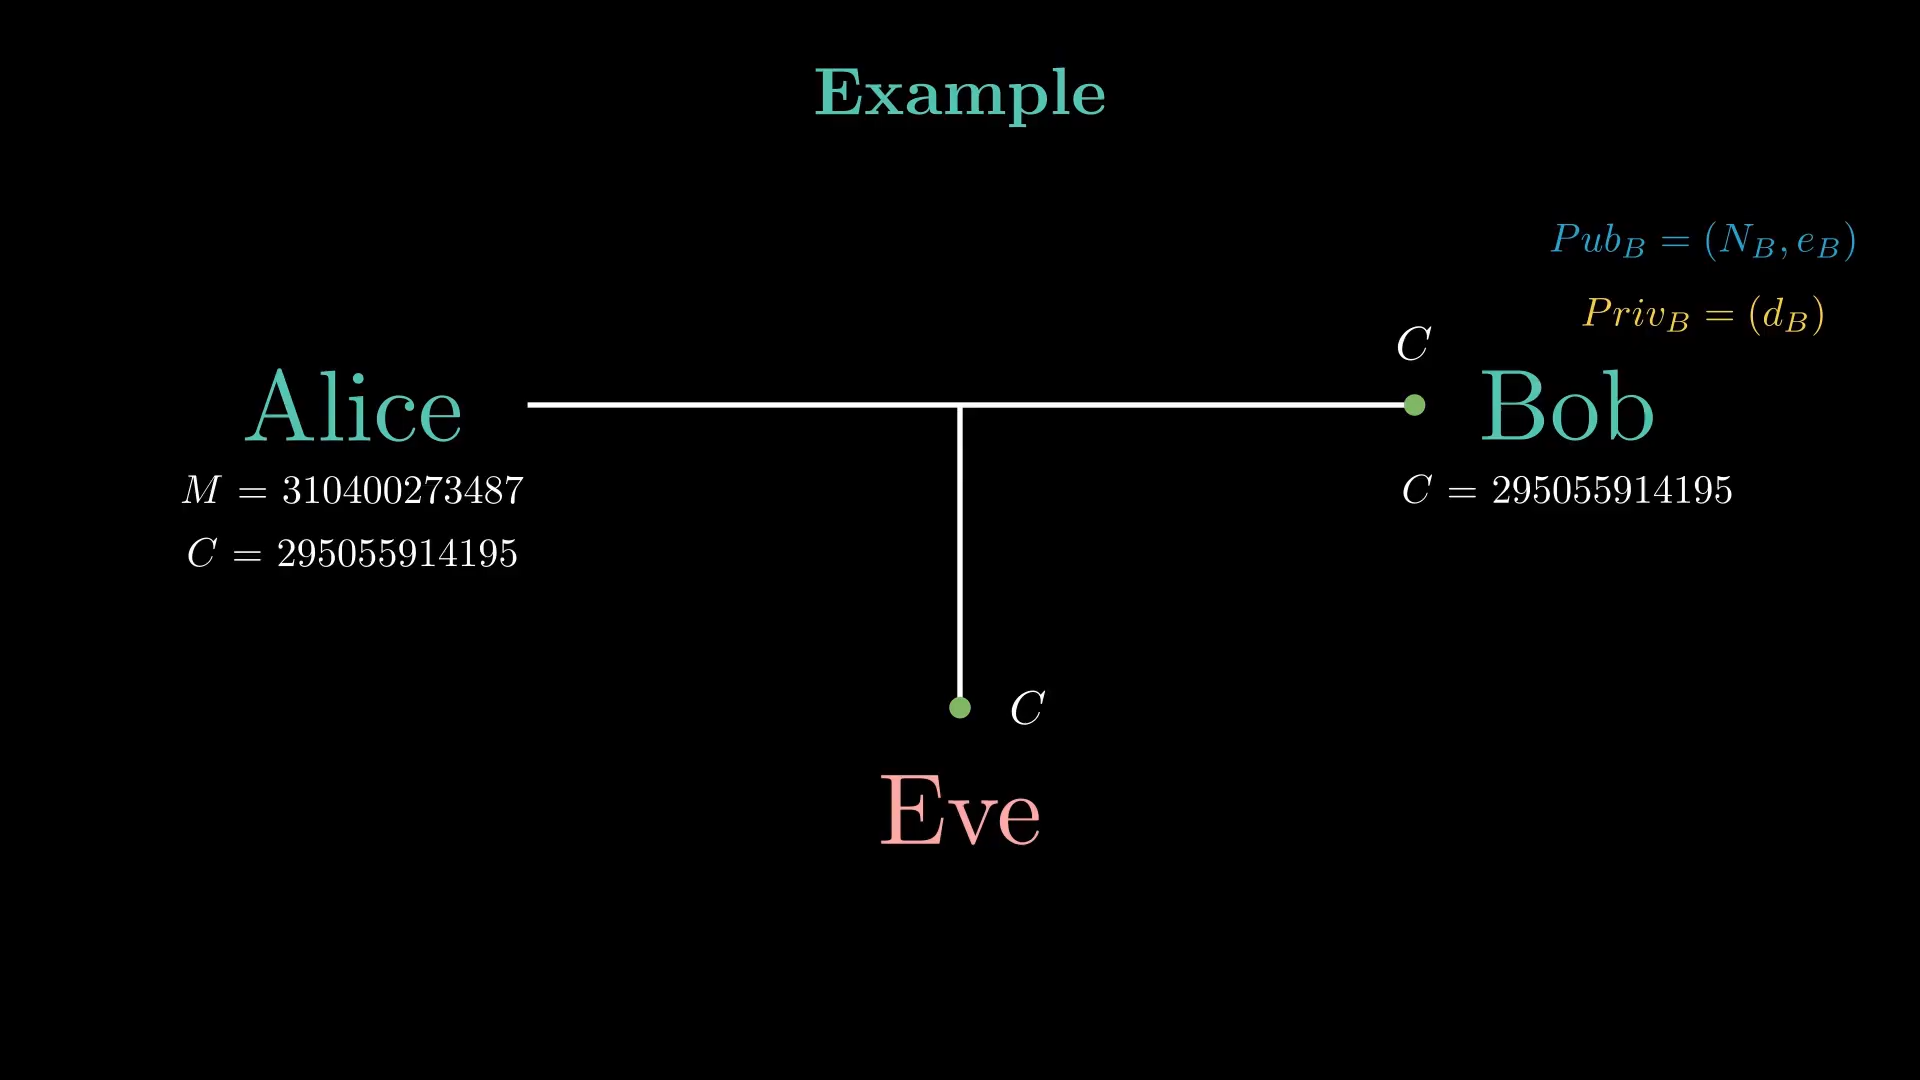 Example
Pub_B = (N_B, e_B)
Priv_B = (d_B)
C
Alice
Bob
M = 310400273487
C = 295055914195
C = 295055914195
C
Eve